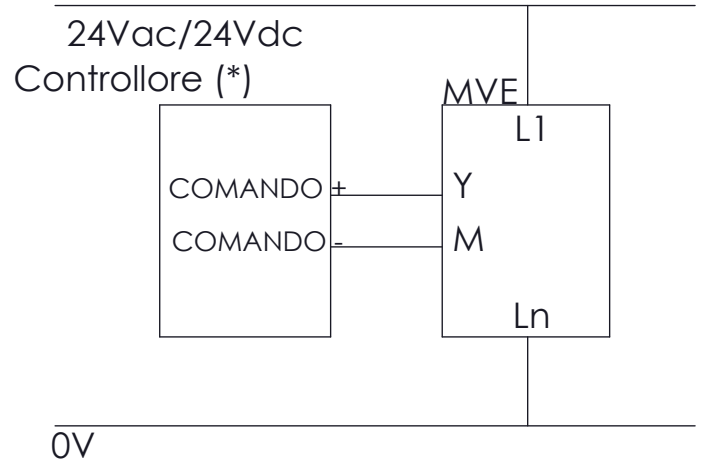 24Vac/24Vdc
Controllore (*)
MVE
L1
COMANDO +
Y
COMANDO -
M
Ln
0V